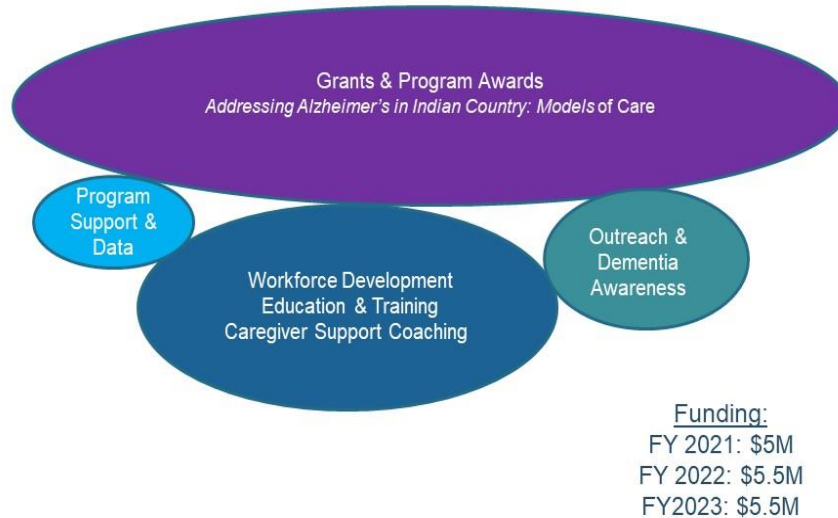 Grants & Program Awards
Addressing Alzheimer's in Indian Country: Models of Care
Program
Support &
Data
Workforce Development
Education & Training
Caregiver Support Coaching
Outreach &
Dementia
Awareness
Funding:
FY 2021: $5M
FY 2022: $5.5M
FY2023: $5.5M